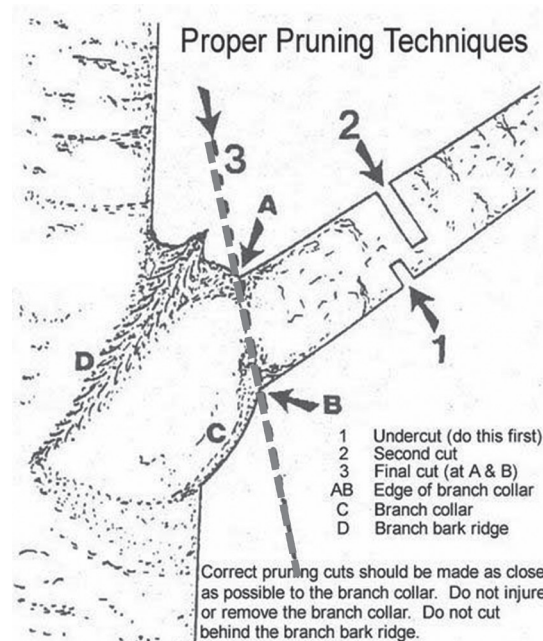 Proper Pruning Techniques
3
2
A
D
1
C
B
1 Undercut (do this first)
2 Second cut
3 Final cut (at A & B)
AB Edge of branch collar
C Branch collar
D Branch bark ridge
Correct pruning cuts should be made as close
as possible to the branch collar. Do not injure
or remove the branch collar. Do not cut
behind the branch bark ridge.